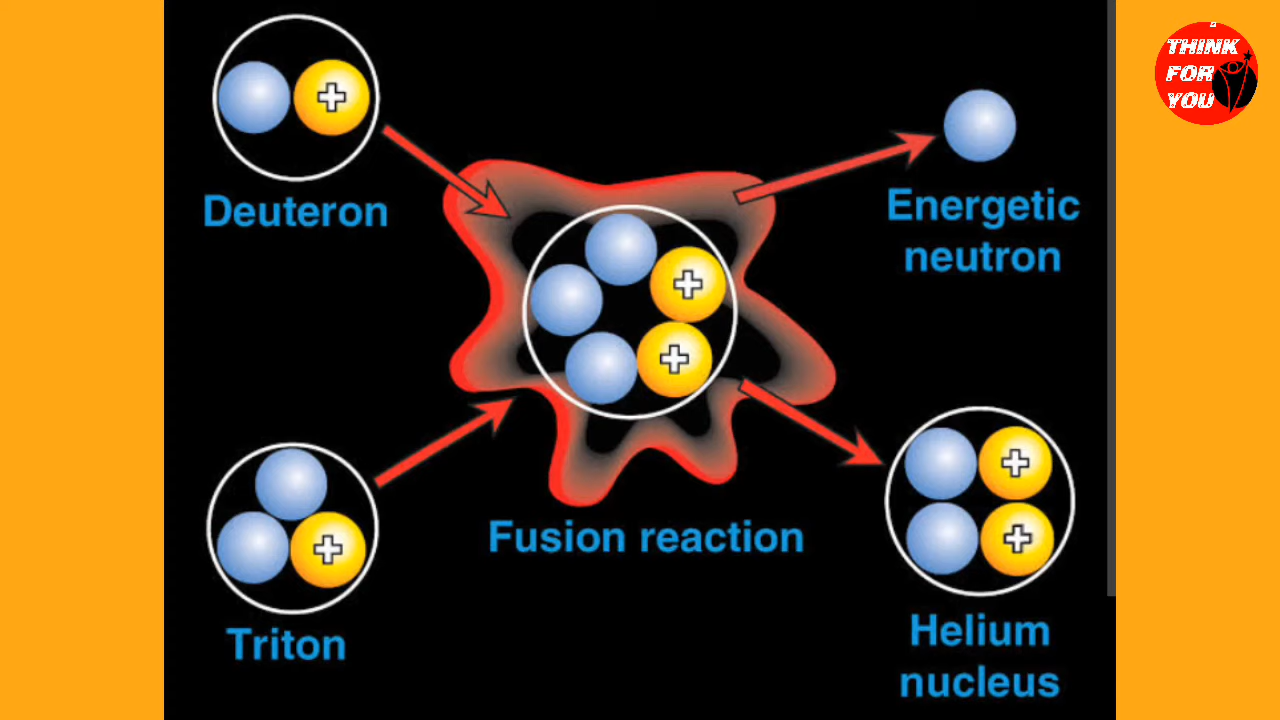 Deuteron
Energetic
neutron
Fusion reaction
Triton
Helium
nucleus
I
THINK
FOR
YOU